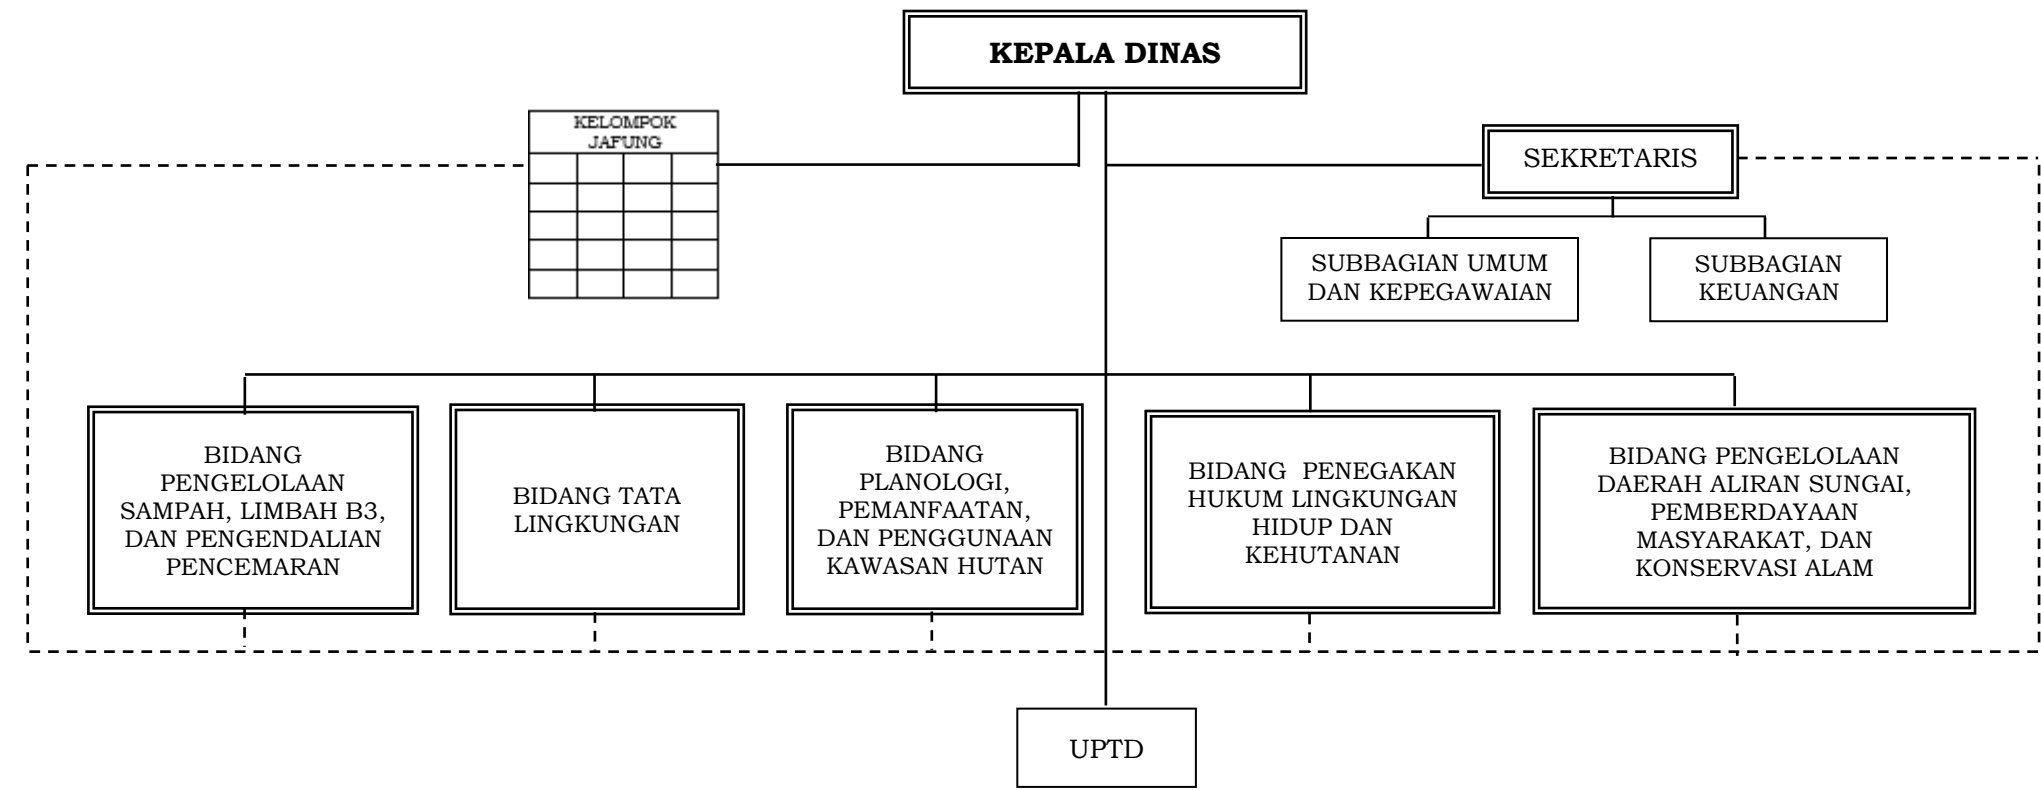 KEPALA DINAS
KELOMPOK
JAFUNG
SEKRETARIS
SUBBAGIAN UMUM
DAN KEPEGAWAIAN
SUBBAGIAN
KEUANGAN
BIDANG
PENGELOLAAN
SAMPAH, LIMBAH B3,
DAN PENGENDALIAN
PENCEMARAN
BIDANG TATA
LINGKUNGAN
BIDANG
PLANOLOGI,
PEMANFAATAN,
DAN PENGGUNAAN
KAWASAN HUTAN
BIDANG  PENEGAKAN
HUKUM LINGKUNGAN
HIDUP DAN
KEHUTANAN
BIDANG PENGELOLAAN
DAERAH ALIRAN SUNGAI,
PEMBERDAYAAN
MASYARAKAT, DAN
KONSERVASI ALAM
UPTD